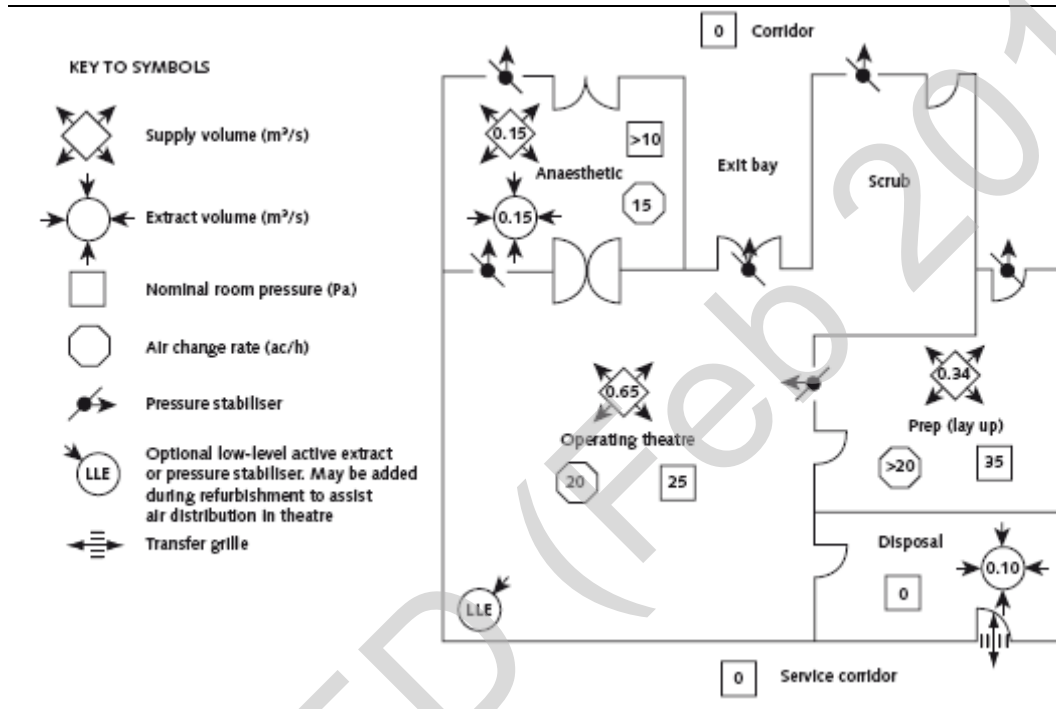 0 Corridor
KEY TO SYMBOLS
Supply volume (m³/s)
Extract volume (m³/s)
Nominal room pressure (Pa)
Air change rate (ac/h)
Pressure stabiliser
LLE
Optional low-level active extract
or pressure stabiliser. May be added
during refurbishment to assist
air distribution in theatre
Transfer grille
0.15
>10
Anaesthetic
0.15
15
Exit bay
Scrub
0.65
Operating theatre
20
25
0.34
Prep (lay up)
>20
35
Disposal
0.10
0
LLE
0 Service corridor